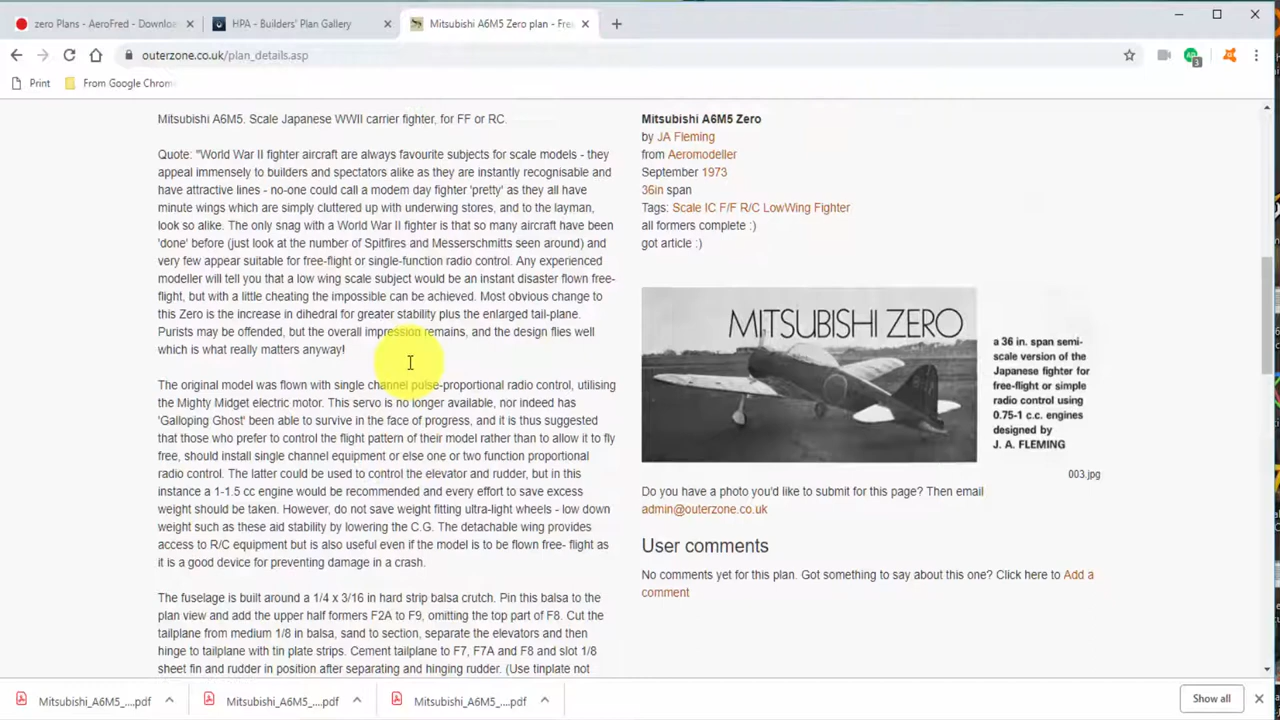 zero Plans - AeroFred - Downloa
HPA - Builders' Plan Gallery
Mitsubishi A6M Zero plan - Fre
outerzone.co.uk/plan_details.asp
3
Print
From Google Chrom
Mitsubishi A6M5. Scale Japanese WWII carrier fighter, for FF or RC.
Quote: "World War II fighter aircraft are always favourite subjects for scale models - they
appeal immensely to builders and spectators alike as they are instantly recognisable and
have attractive lines - no-one could call a modem day fighter 'pretty' as they all have
minute wings which are simply cluttered up with underwing stores, and to the layman,
look so alike. The only snag with a World War II fighter is that so many aircraft have been
'done' before (just look at the number of Spitfires and Messerschmitts seen around) and
very few appear suitable for free-flight or single-function radio control. Any experienced
modeller will tell you that a low wing scale subject would be an instant disaster flown free-
flight, but with a little cheating the impossible can be achieved. Most obvious change to
this Zero is the increase in dihedral for greater stability plus the enlarged tail-plane.
Purists may be offended, but the overall impression remains, and the design flies well
which is what really matters anyway!
The original model was flown with single channel pulse-proportional radio control, utilising
the Mighty Midget electric motor. This servo is no longer available, nor indeed has
'Galloping Ghost' been able to survive in the face of progress, and it is thus suggested
that those who prefer to control the flight pattern of their model rather than to allow it to fly
free, should install single channel equipment or else one or two function proportional
radio control. The latter could be used to control the elevator and rudder, but in this
instance a 1-1.5 cc engine would be recommended and every effort to save excess
weight should be taken. However, do not save weight fitting ultra-light wheels - low down
weight such as these aid stability by lowering the C.G. The detachable wing provides
access to R/C equipment but is also useful even if the model is to be flown free- flight as
it is a good device for preventing damage in a crash.
The fuselage is built around a 1/4 x 3/16 in hard strip balsa crutch. Pin this balsa to the
plan view and add the upper half formers F2A to F9, omitting the top part of F8. Cut the
tailplane from medium 1/8 in balsa, sand to section, separate the elevators and then
hinge to tailplane with tin plate strips. Cement tailplane to F7, F7A and F8 and slot 1/8
sheet fin and rudder in position after separating and hinging rudder. (Use tinplate not
Mitsubishi A6M5 Zero
by JA Fleming
from Aeromodeller
September 1973
36in span
Tags: Scale IC F/F R/C LowWing Fighter
all formers complete :)
got article :)
MITSUBISHI ZERO
a 36 in. span semi-
scale version of the
Japanese fighter for
free-flight or simple
radio control using
0.75-1 c.c. engines
designed by
J. A. FLEMING
003.jpg
Do you have a photo you'd like to submit for this page? Then email
admin@outerzone.co.uk
User comments
No comments yet for this plan. Got something to say about this one? Click here to Add a
comment
Mitsubishi_A6M5_....pdf
Mitsubishi_A6M5_....pdf
Mitsubishi_A6M5_....pdf
Show all